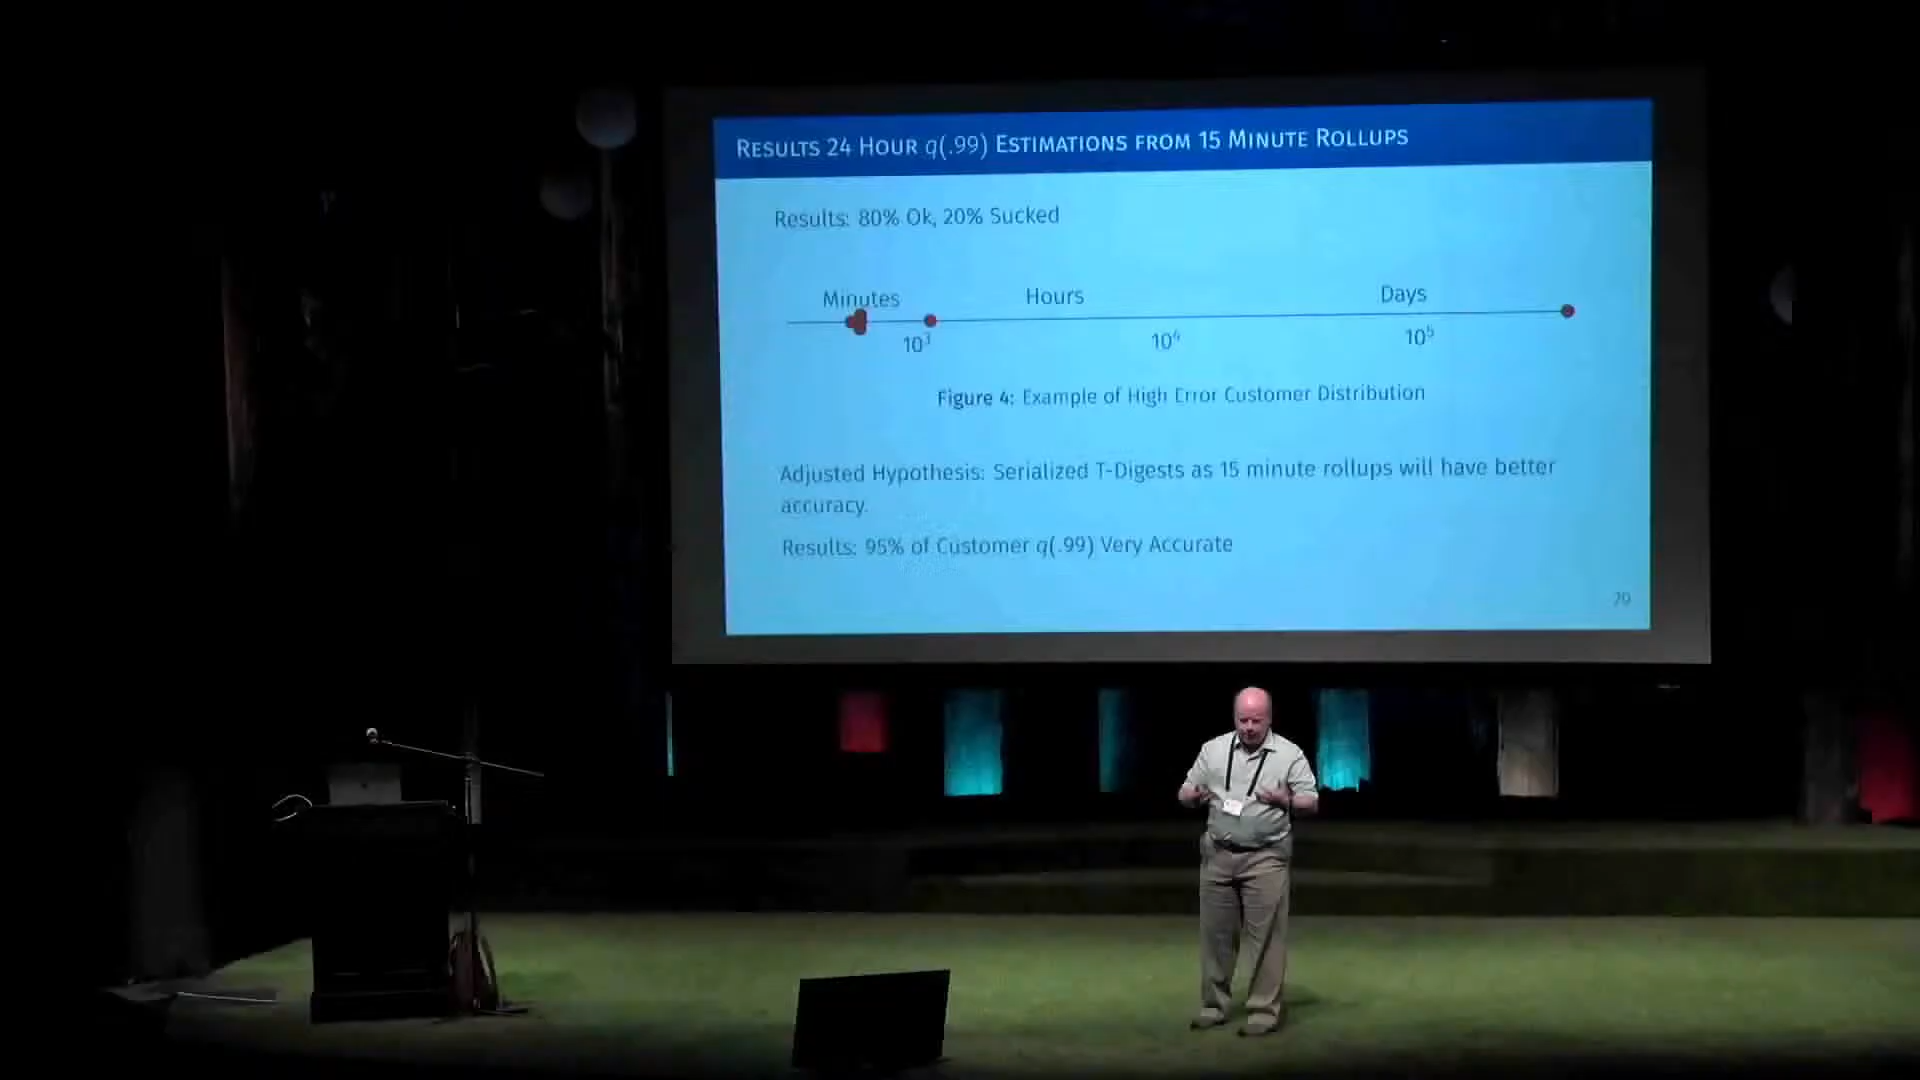 RESULTS 24 HOUR q(.99) ESTIMATIONS FROM 15 MINUTE ROLLUPS
Results: 80% Ok, 20% Sucked
Minutes Hours Days
10³ 10⁴ 10⁵
Figure 4: Example of High Error Customer Distribution
Adjusted Hypothesis: Serialized T-Digests as 15 minute rollups will have better
accuracy.
Results: 95% of Customer q(.99) Very Accurate
20